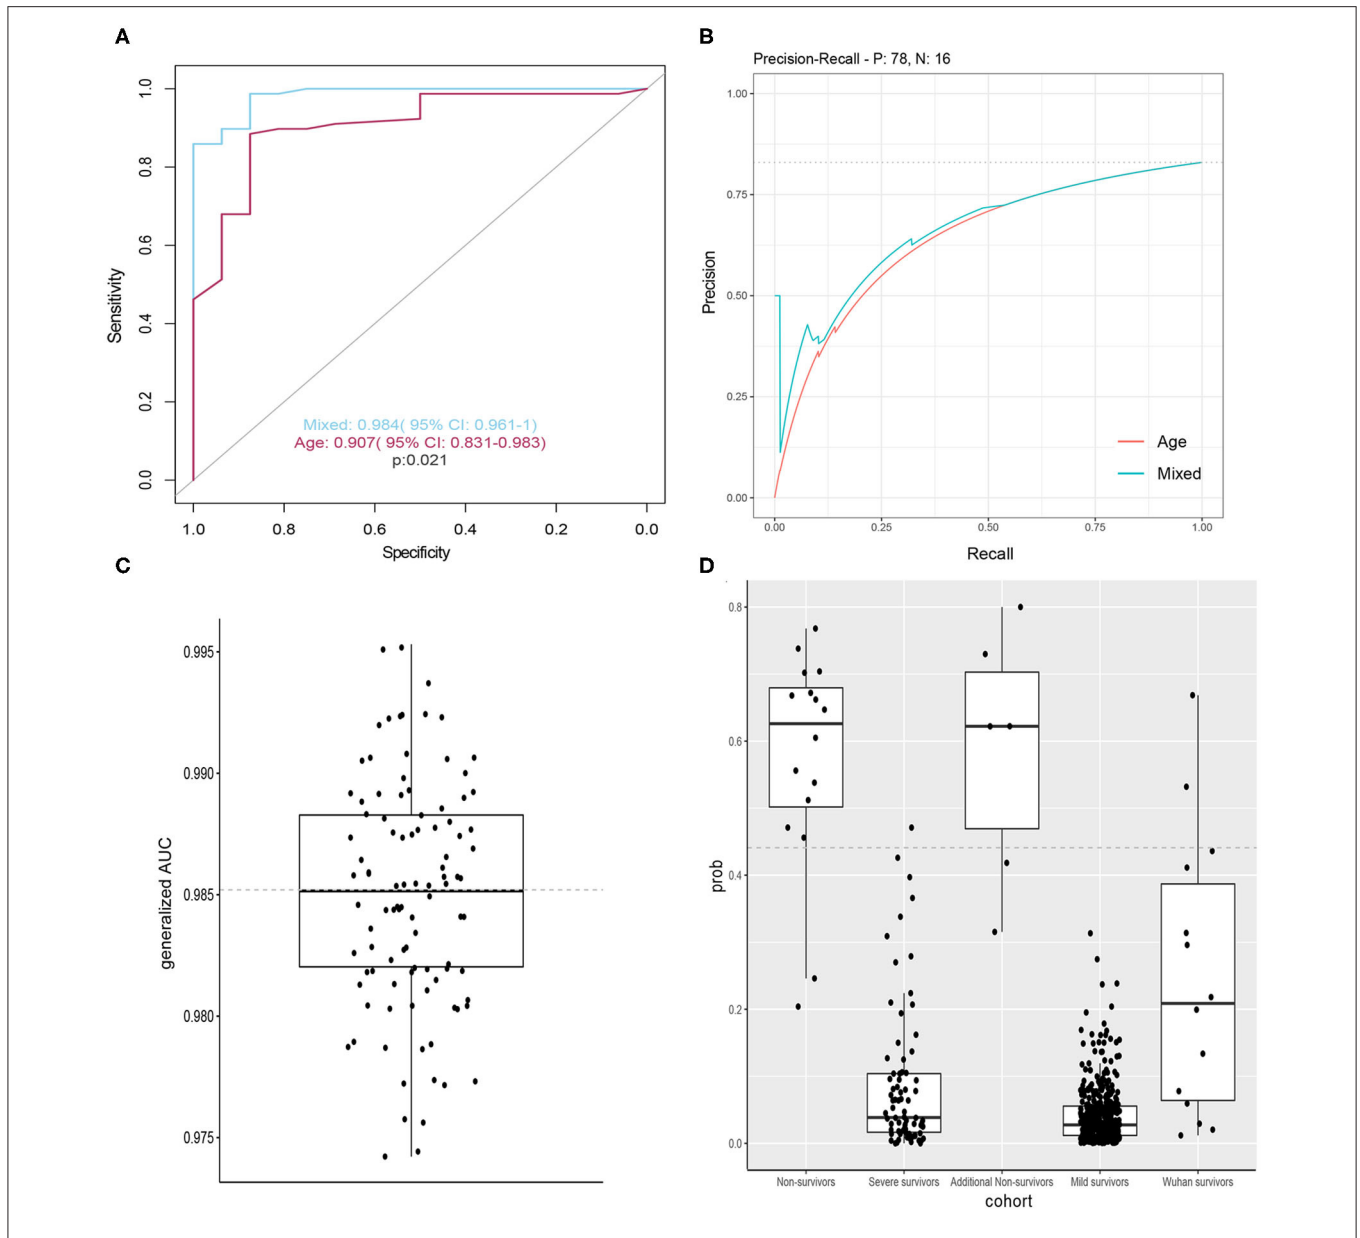 A
1.0
0.8
0.6
0.4
0.2
0.0
Sensitivity
Mixed: 0.984( 95% CI: 0.961-1)
Age: 0.907( 95% CI: 0.831-0.983)
p:0.021
1.0 0.8 0.6 0.4 0.2 0.0
Specificity
B
Precision-Recall - P: 78, N: 16
1.00
0.75
0.50
0.25
0.00
Precision
Age
Mixed
0.00 0.25 0.50 0.75 1.00
Recall
C
0.995
0.990
0.985
0.980
0.975
generalized AUC
D
0.8
0.6
0.4
0.2
0.0
prob
Non-survivors Severe survivors Additional Non-survivors Mild survivors Wuhan survivors
cohort